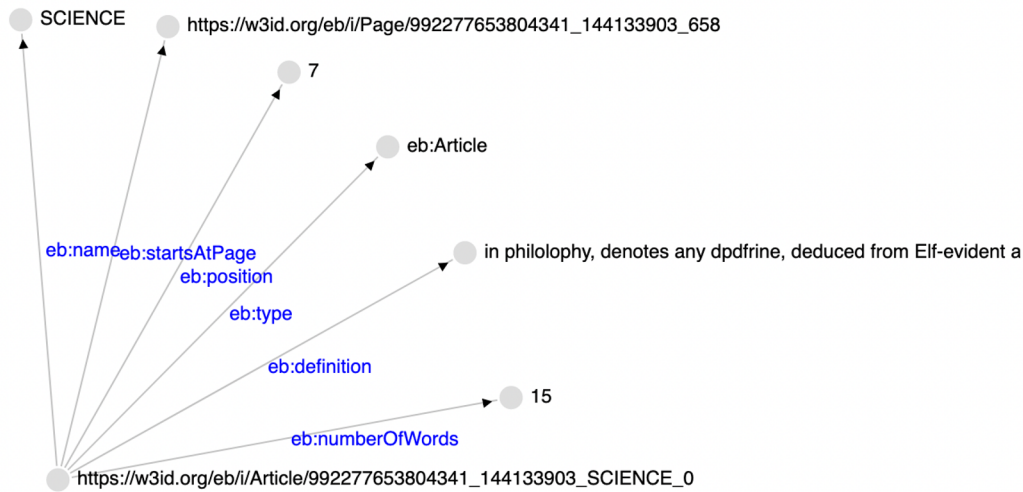 SCIENCE
https://w3id.org/eb/i/Page/992277653804341_144133903_658
7
eb:Article
eb:name
eb:startsAtPage
in philolophy, denotes any dpdfrine, deduced from Elf-evident a
eb:position
eb:type
eb:definition
15
eb:numberOfWords
https://w3id.org/eb/i/Article/992277653804341_144133903_SCIENCE_0